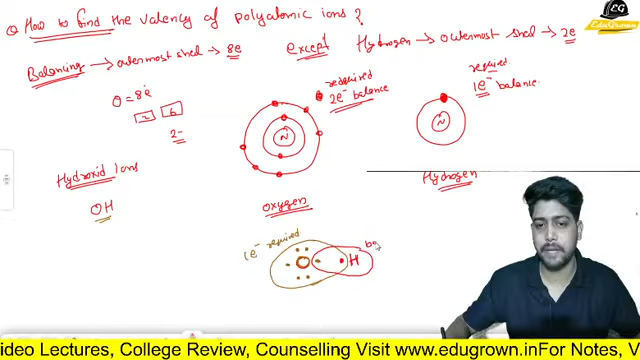 Q How to find the valency of polyatomic ions ?
Balancing → outermost shell → 8e
except Hydrogen → outermost shell → 2e
O = 8e
2 6
2-
required
2e⁻ balance
required
1e⁻ balance
N
N
Hydroxid Ions
OH
oxygen
Hydrogen
1e⁻ required
O
H
EG
Edugrown
ideo Lectures, College Review, Counselling Visit www.edugrown.inFor Notes, V